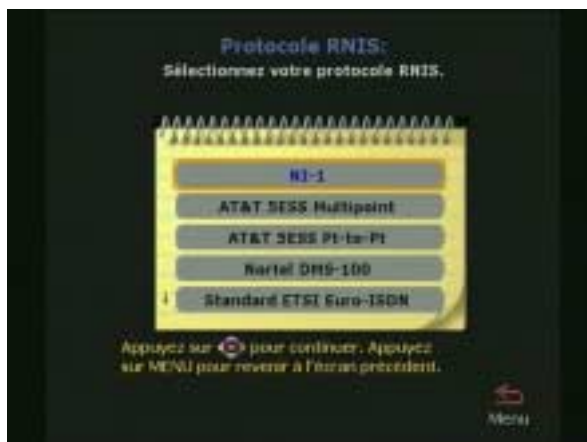 Protocole RNIS:
Sélectionnez votre protocole RNIS.
NI-1
AT&T 5ESS Multipoint
AT&T 5ESS Pt-to-Pt
Nortel DMS-100
Standard ETSI Euro-ISDN
Appuyez sur pour continuer. Appuyez
sur MENU pour revenir à l'écran précédent.
Menu